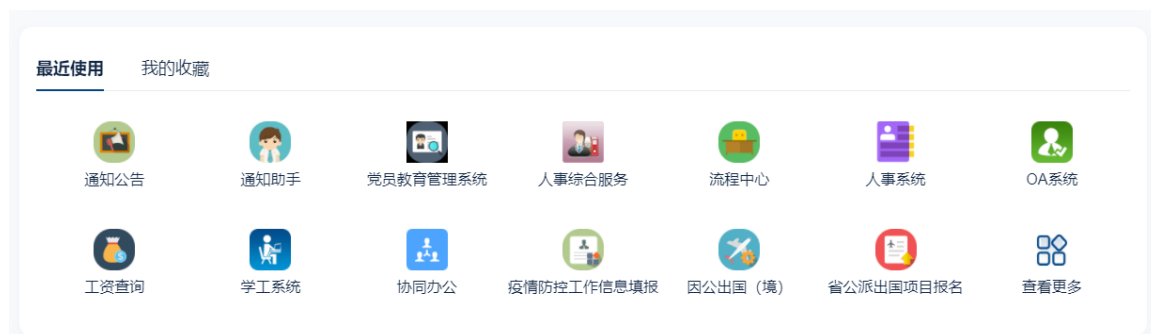 最近使用 我的收藏
通知公告 通知助手 党员教育管理系统 人事综合服务 流程中心 人事系统 OA系统
工资查询 学工系统 协同办公 疫情防控工作信息填报 因公出国（境） 省公派出国项目报名 查看更多